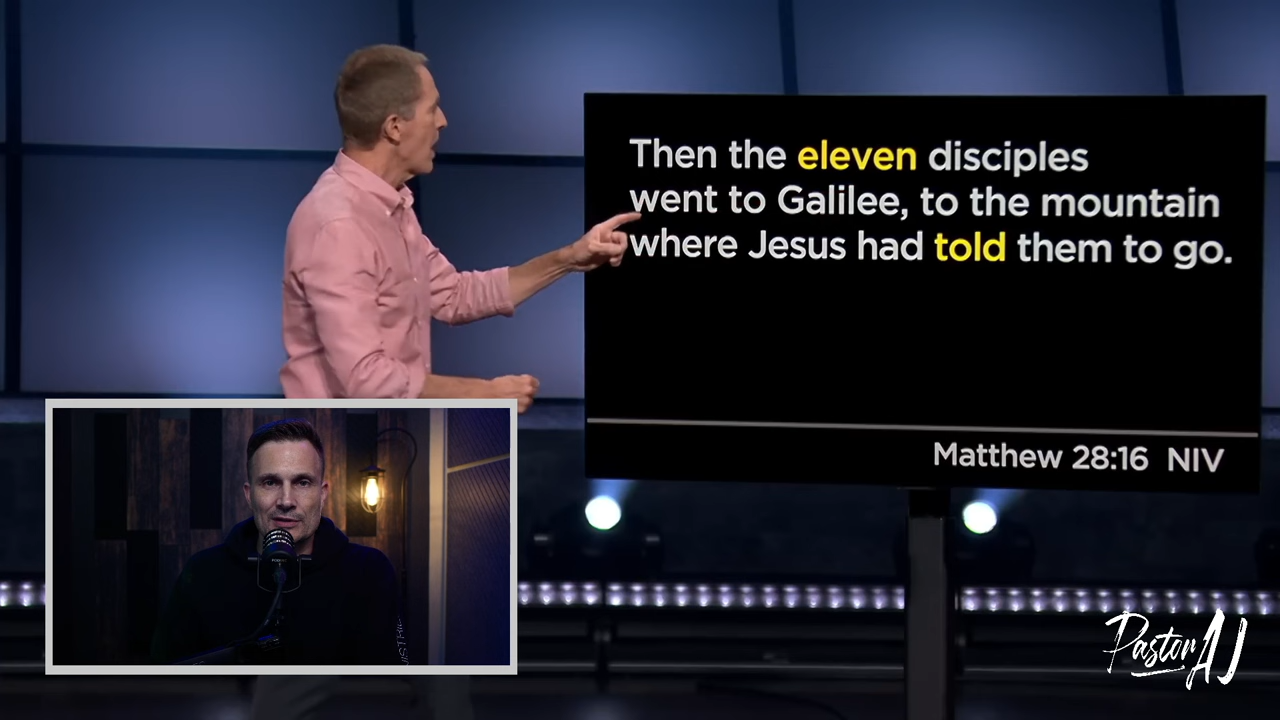 Then the eleven disciples
went to Galilee, to the mountain
where Jesus had told them to go.
Matthew 28:16 NIV
Pastor AJ